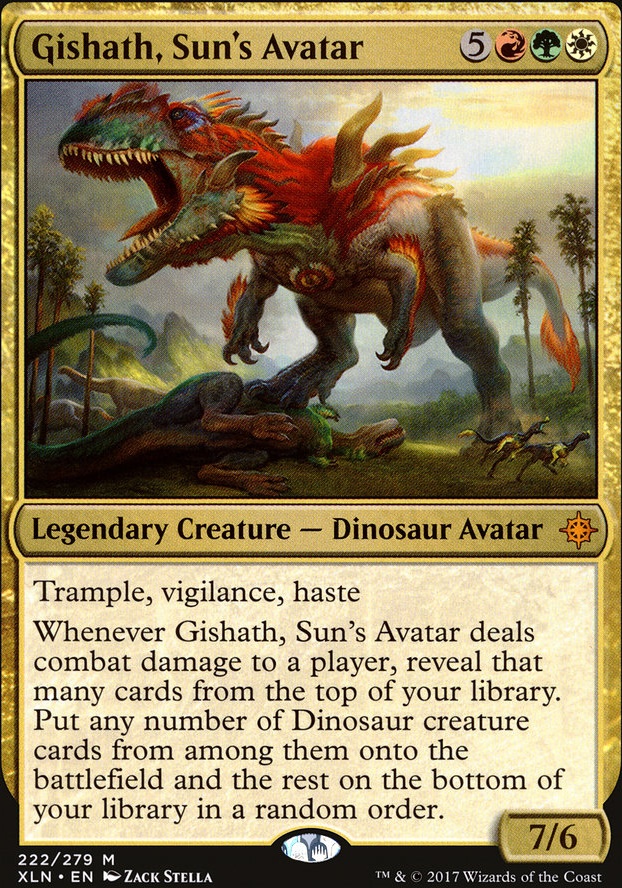 Gishath, Sun's Avatar 5
Legendary Creature — Dinosaur Avatar
Trample, vigilance, haste
Whenever Gishath, Sun's Avatar deals
combat damage to a player, reveal that
many cards from the top of your library.
Put any number of Dinosaur creature
cards from among them onto the
battlefield and the rest on the bottom of
your library in a random order.
7/6
222/279 M
XLN • EN Zack Stella
™ & © 2017 Wizards of the Coast